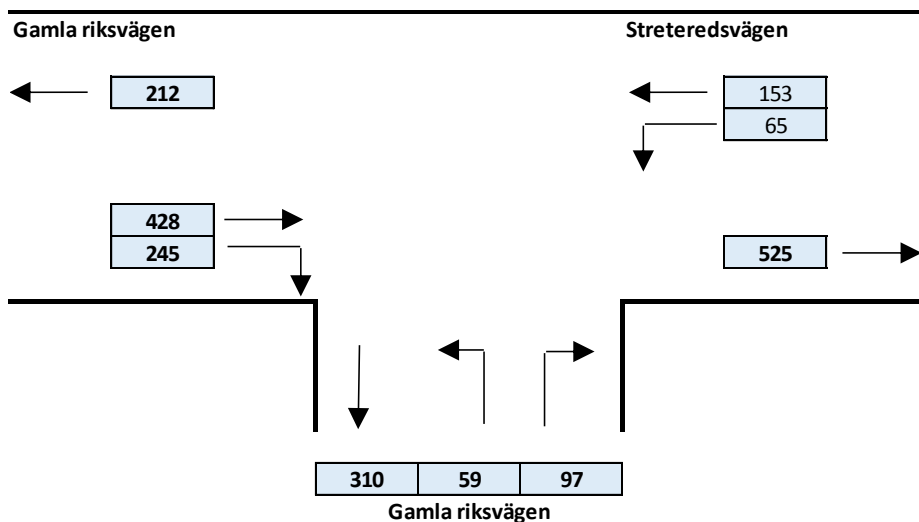 Gamla riksvägen Streteredsvägen
212 153
65
428
245 525
310 59 97
Gamla riksvägen